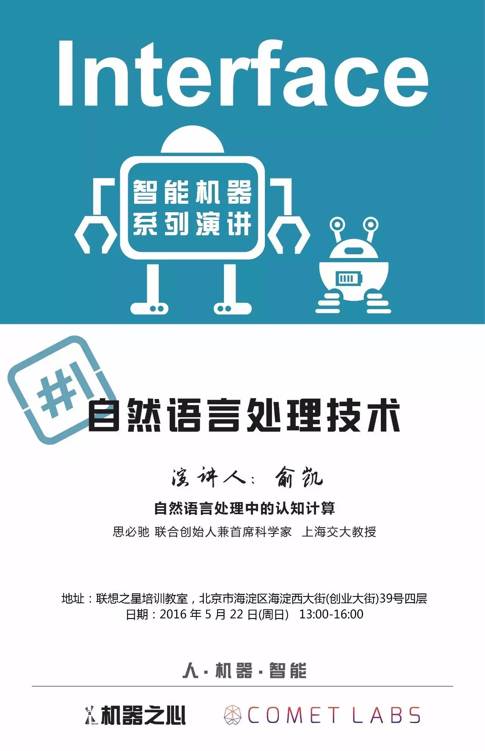 Interface
智能机器
系列演讲
#1
自然语言处理技术
演讲人：俞凯
自然语言处理中的认知计算
思必驰 联合创始人兼首席科学家 上海交大教授
地址：联想之星培训教室，北京市海淀区海淀西大街(创业大街)39号四层
日期：2016 年 5 月 22 日(周日) 13:00-16:00
人·机器·智能
机器之心 COMET LABS